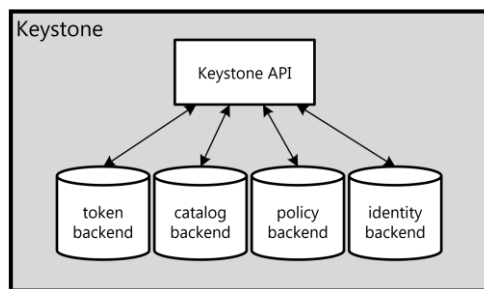 Keystone
Keystone API
token
backend
catalog
backend
policy
backend
identity
backend